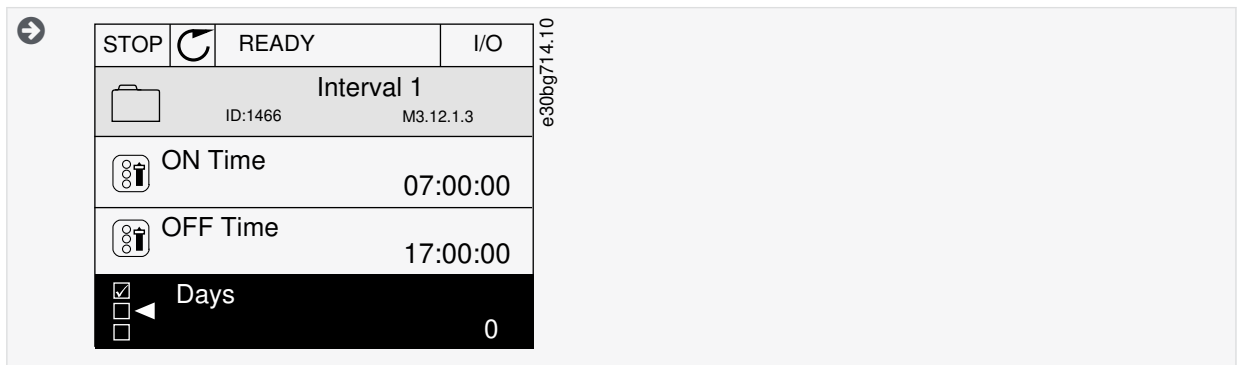 STOP READY I/O
Interval 1
ID:1466 M3.12.1.3
ON Time
07:00:00
OFF Time
17:00:00
Days
0
e30bg714.10